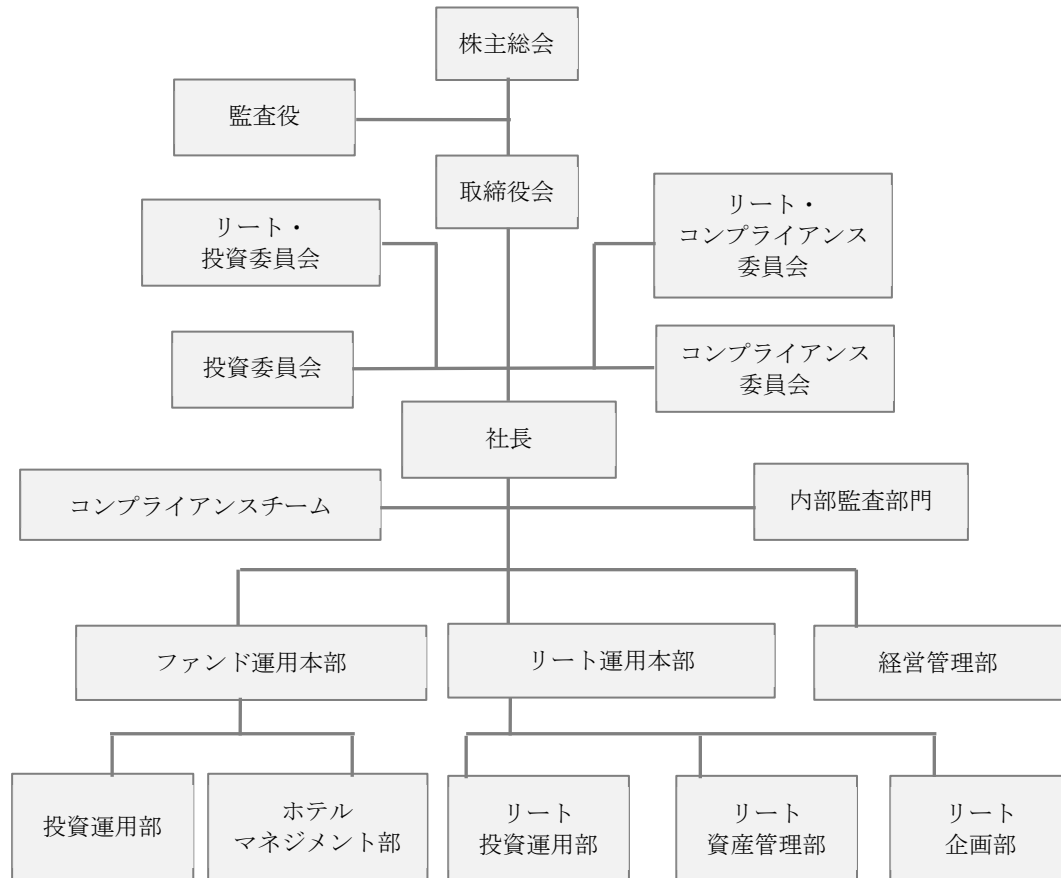 株主総会
監査役
取締役会
リート・
投資委員会
リート・
コンプライアンス
委員会
投資委員会
コンプライアンス
委員会
社長
コンプライアンスチーム
内部監査部門
ファンド運用本部
リート運用本部
経営管理部
投資運用部
ホテル
マネジメント部
リート
投資運用部
リート
資産管理部
リート
企画部